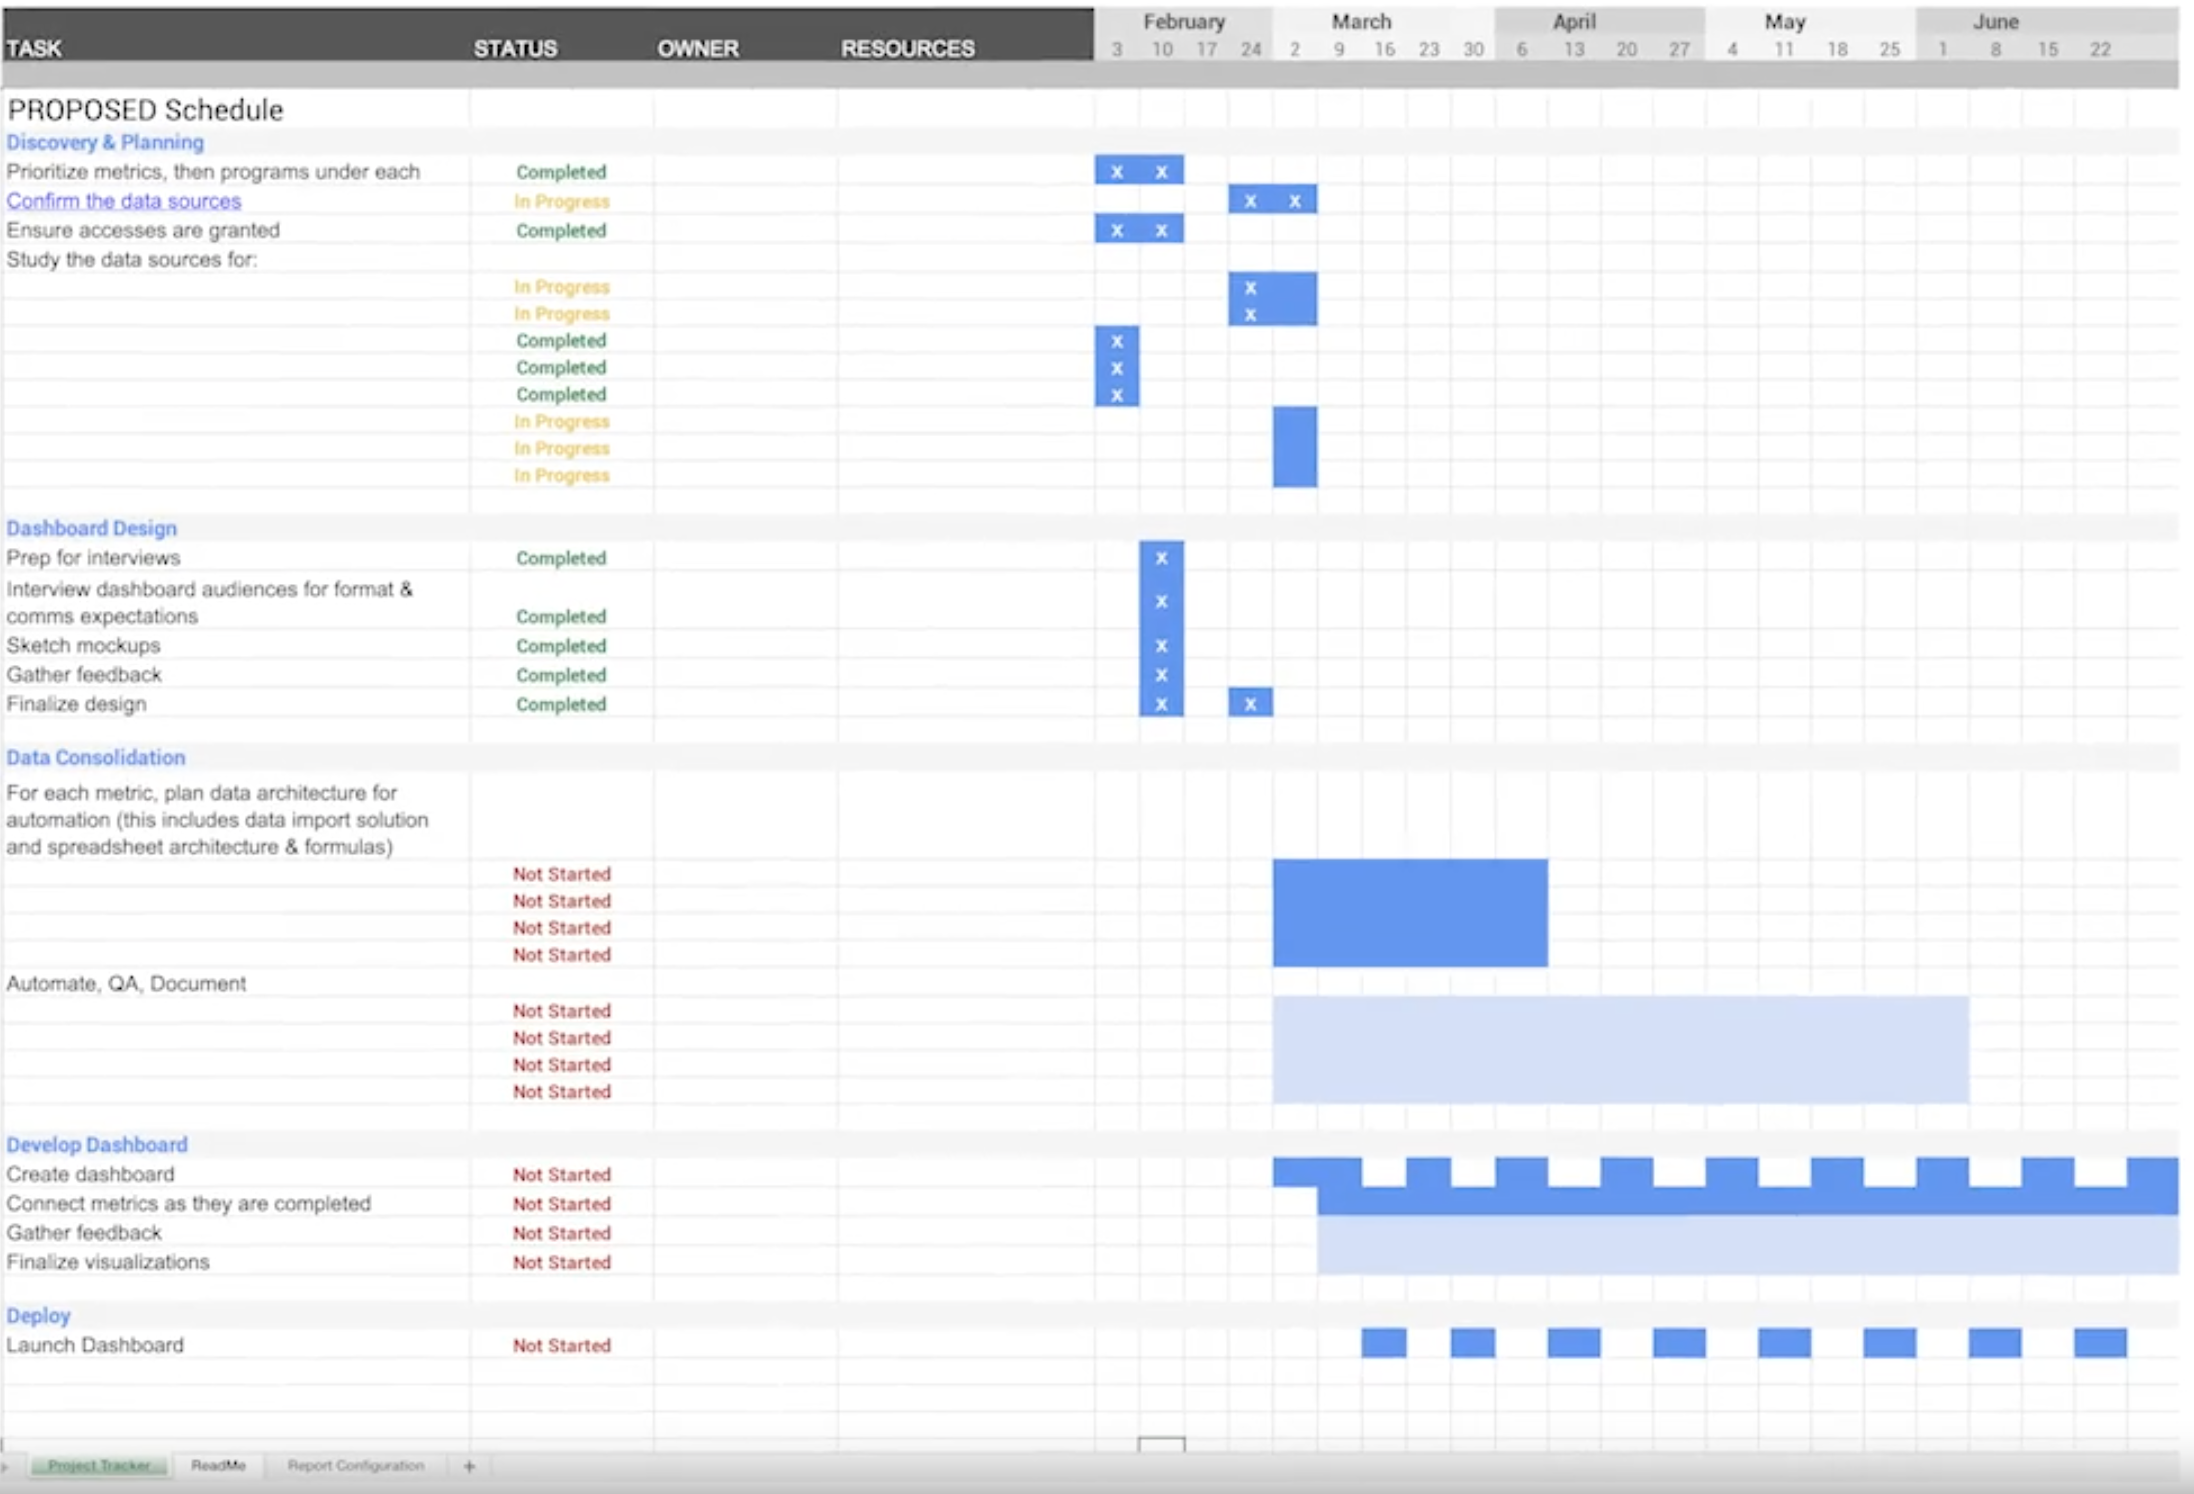 February March April May June
TASK STATUS OWNER RESOURCES 3 10 17 24 2 9 16 23 30 6 13 20 27 4 11 18 25 1 8 15 22
PROPOSED Schedule
Discovery & Planning
Prioritize metrics, then programs under each Completed x x
Confirm the data sources In Progress x x
Ensure accesses are granted Completed x x
Study the data sources for:
In Progress x
In Progress x
Completed x
Completed x
Completed x
In Progress
In Progress
In Progress
Dashboard Design
Prep for interviews Completed x
Interview dashboard audiences for format &
comms expectations Completed x
Sketch mockups Completed x
Gather feedback Completed x
Finalize design Completed x x
Data Consolidation
For each metric, plan data architecture for
automation (this includes data import solution
and spreadsheet architecture & formulas)
Not Started
Not Started
Not Started
Not Started
Automate, QA, Document
Not Started
Not Started
Not Started
Not Started
Develop Dashboard
Create dashboard Not Started
Connect metrics as they are completed Not Started
Gather feedback Not Started
Finalize visualizations Not Started
Deploy
Launch Dashboard Not Started
Project Tracker ReadMe Report Configuration +